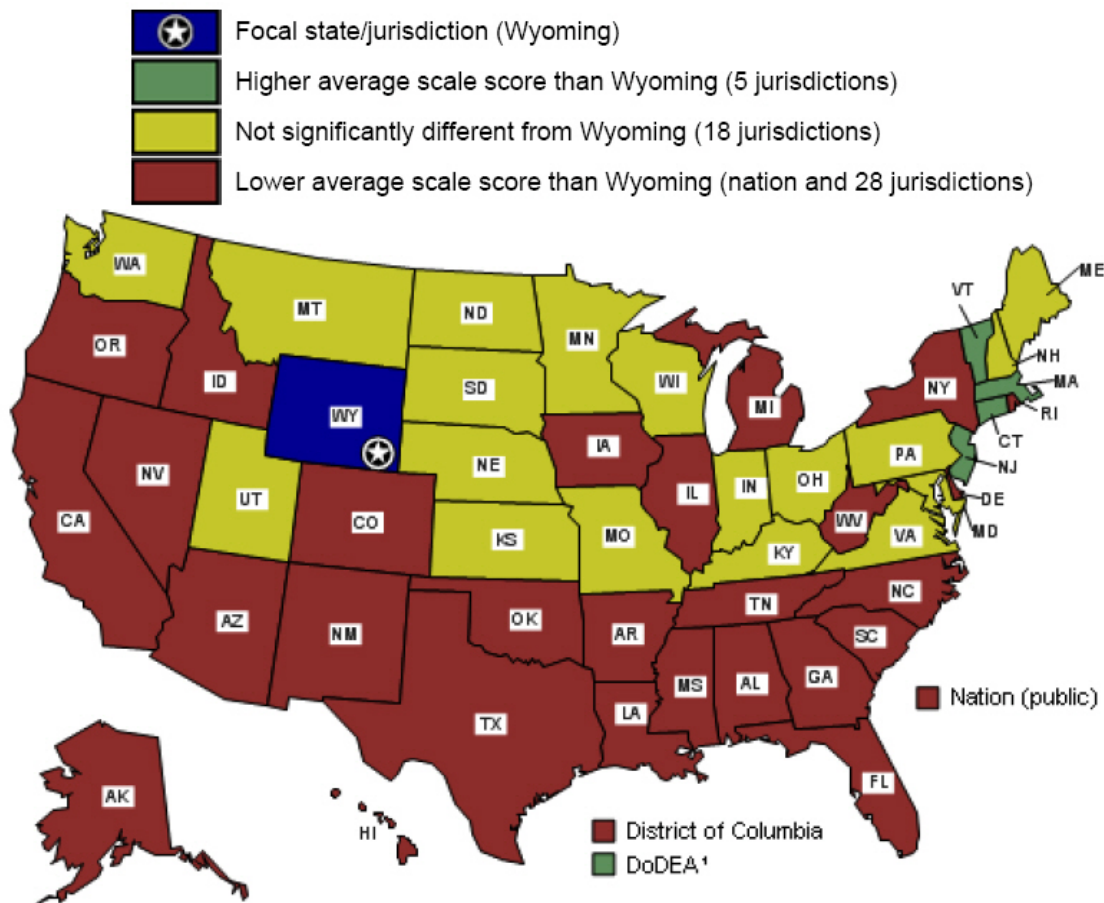 Focal state/jurisdiction (Wyoming)
Higher average scale score than Wyoming (5 jurisdictions)
Not significantly different from Wyoming (18 jurisdictions)
Lower average scale score than Wyoming (nation and 28 jurisdictions)
WA
MT
ND
MN
VT
ME
OR
ID
WY
SD
WI
MI
NY
NH
MA
RI
CT
NJ
PA
NV
UT
NE
IA
IL
IN
OH
DE
MD
CA
CO
KS
MO
WV
VA
KY
AZ
NM
OK
AR
TN
NC
SC
MS
AL
GA
TX
LA
FL
Nation (public)
AK
HI
District of Columbia
DoDEA¹